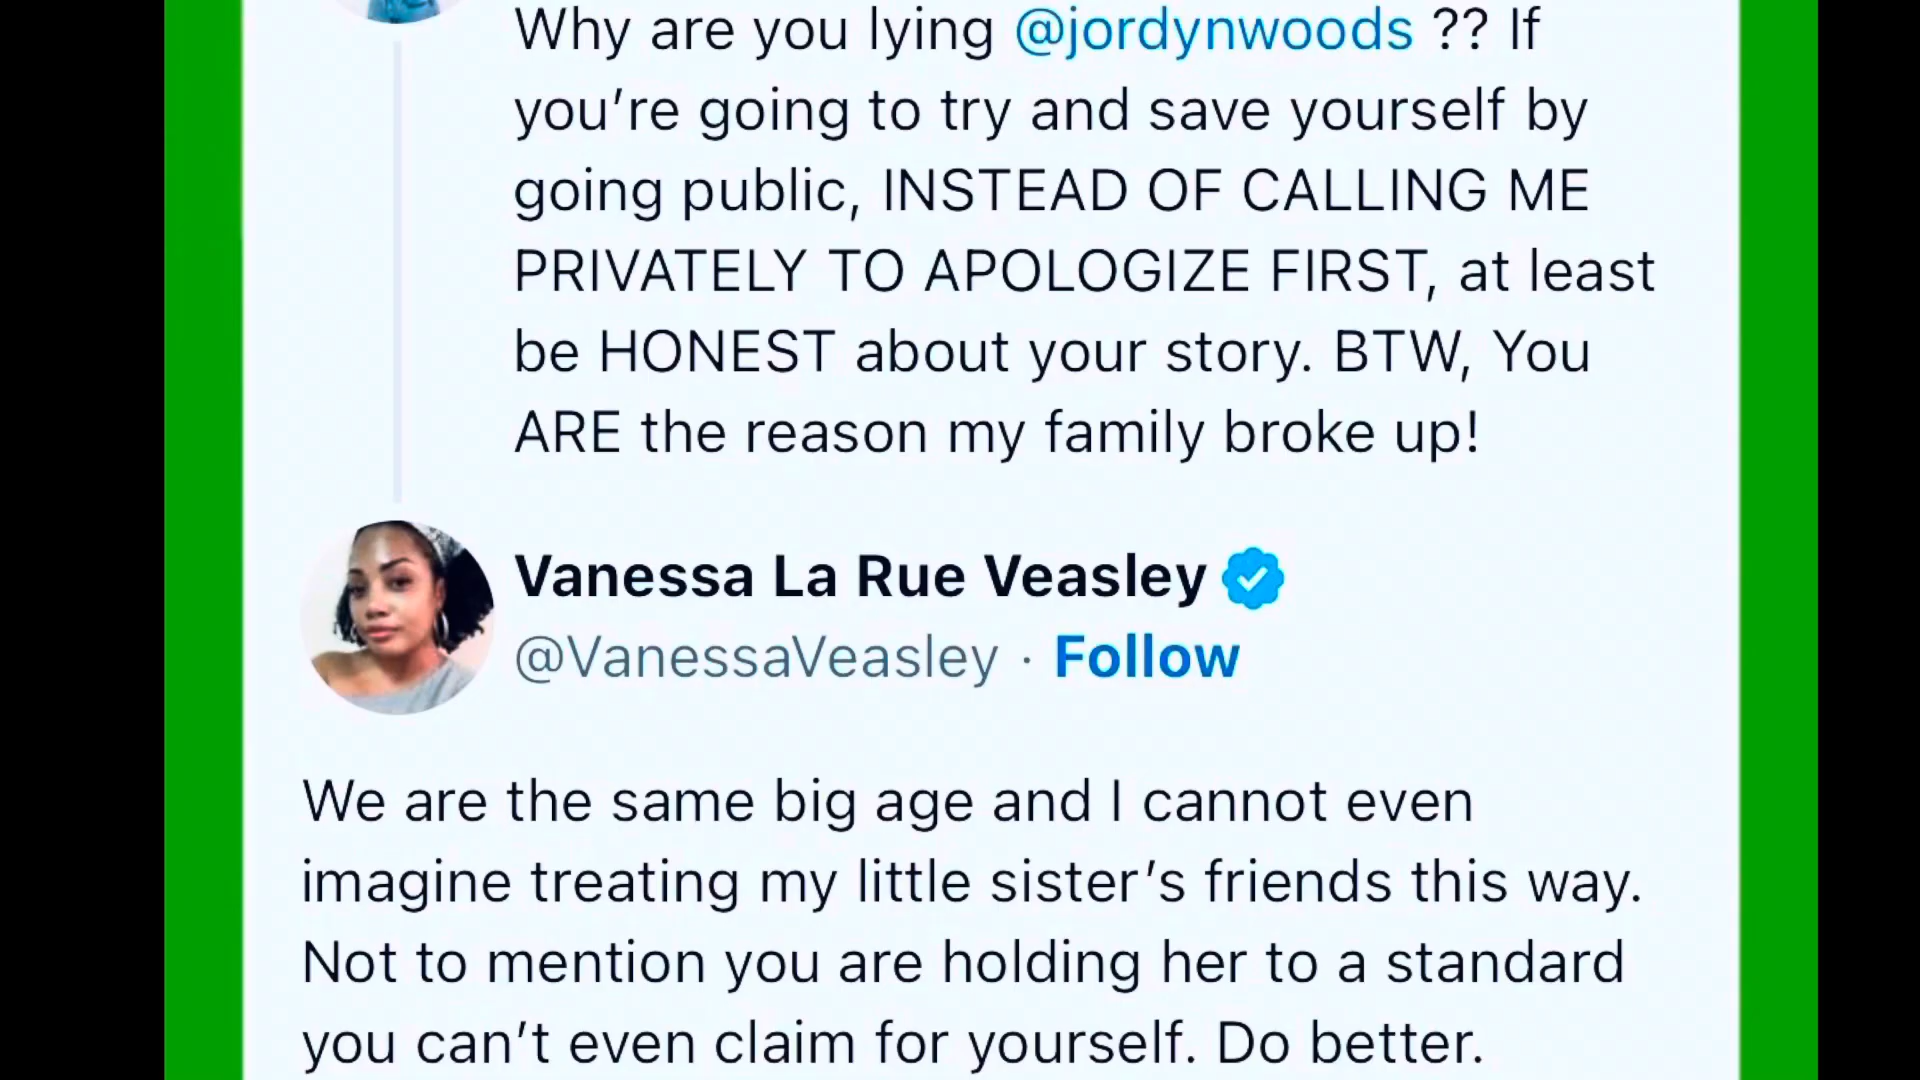 Why are you lying @jordynwoods ?? If
you’re going to try and save yourself by
going public, INSTEAD OF CALLING ME
PRIVATELY TO APOLOGIZE FIRST, at least
be HONEST about your story. BTW, You
ARE the reason my family broke up!
Vanessa La Rue Veasley
@VanessaVeasley · Follow
We are the same big age and I cannot even
imagine treating my little sister’s friends this way.
Not to mention you are holding her to a standard
you can’t even claim for yourself. Do better.